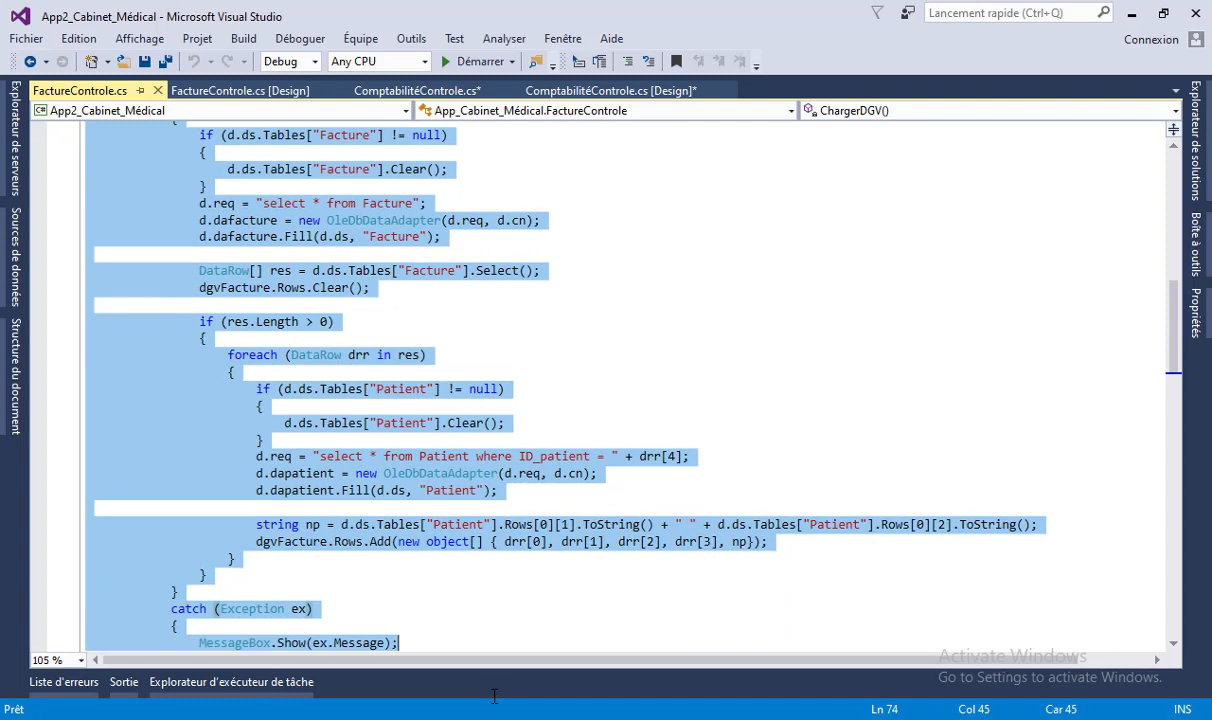 App2_Cabinet_Médical - Microsoft Visual Studio
Lancement rapide (Ctrl+Q)
Fichier Edition Affichage Projet Build Déboguer Équipe Outils Test Analyser Fenêtre Aide
Connexion
Debug Any CPU Démarrer
FactureControle.cs FactureControle.cs [Design] ComptabilitéControle.cs* ComptabilitéControle.cs [Design]*
C# App2_Cabinet_Médical App_Cabinet_Médical.FactureControle ChargerDGV()
Explorateur de serveurs
Sources de données
Structure du document
{
if (d.ds.Tables["Facture"] != null)
{
d.ds.Tables["Facture"].Clear();
}
d.req = "select * from Facture";
d.dafacture = new OleDbDataAdapter(d.req, d.cn);
d.dafacture.Fill(d.ds, "Facture");
DataRow[] res = d.ds.Tables["Facture"].Select();
dgvFacture.Rows.Clear();
if (res.Length > 0)
{
foreach (DataRow drr in res)
{
if (d.ds.Tables["Patient"] != null)
{
d.ds.Tables["Patient"].Clear();
}
d.req = "select * from Patient where ID_patient = " + drr[4];
d.dapatient = new OleDbDataAdapter(d.req, d.cn);
d.dapatient.Fill(d.ds, "Patient");
string np = d.ds.Tables["Patient"].Rows[0][1].ToString() + " " + d.ds.Tables["Patient"].Rows[0][2].ToString();
dgvFacture.Rows.Add(new object[] { drr[0], drr[1], drr[2], drr[3], np});
}
}
}
catch (Exception ex)
{
MessageBox.Show(ex.Message);
Explorateur de solutions
Boîte à outils
Propriétés
105 %
Activate Windows
Go to Settings to activate Windows.
Liste d'erreurs Sortie Explorateur d'exécuteur de tâche
Prêt Ln 74 Col 45 Car 45 INS